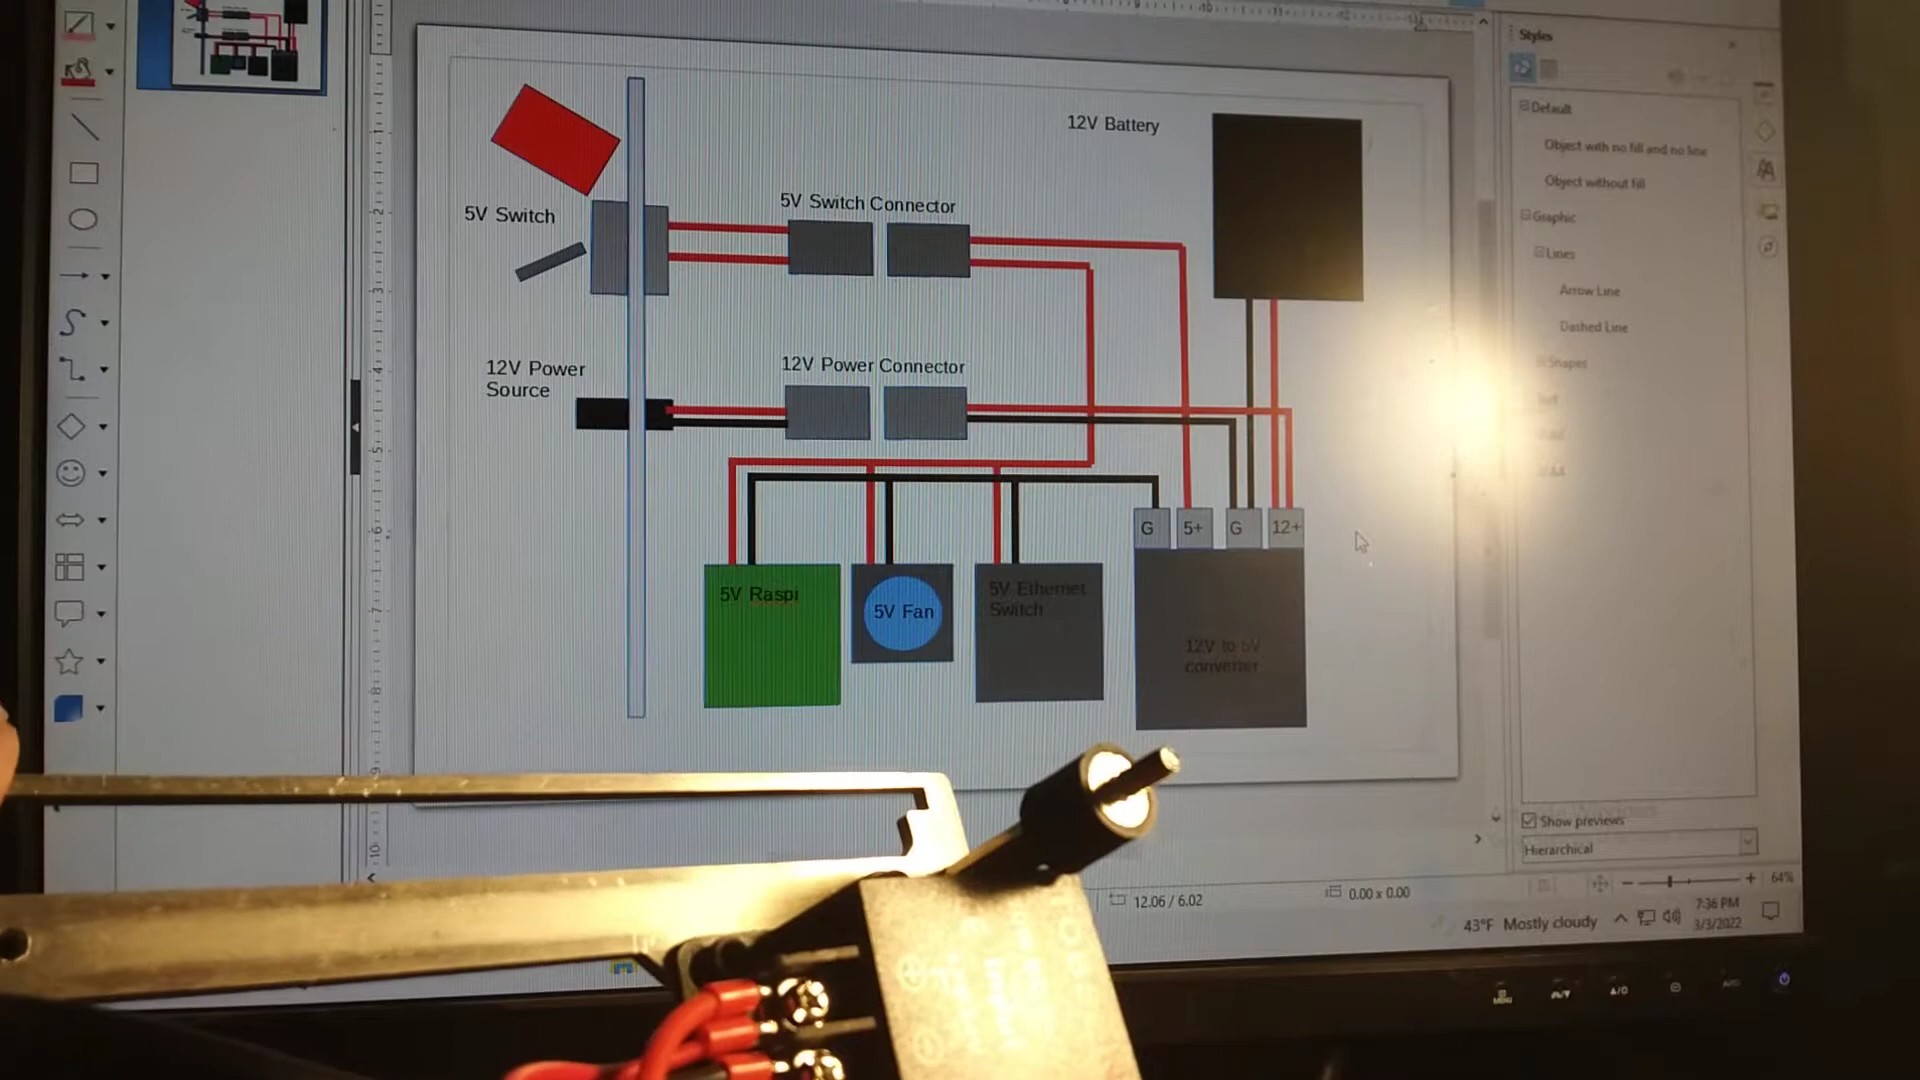 Styles
Default
Object with no fill and no line
Object without fill
Graphic
Lines
Arrow Line
Dashed Line
Shapes
12V Battery
5V Switch Connector
5V Switch
12V Power Connector
12V Power
Source
G
5+
G
12+
5V Raspi
5V Fan
5V Ethernet
Switch
12V to 5V
converter
Show previews
Hierarchical
12.06 / 6.02
0.00 x 0.00
64%
43°F Mostly cloudy
7:36 PM
3/3/2022
MENU